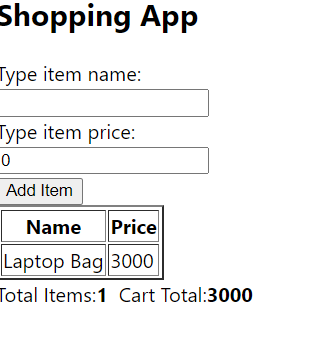 Shopping App
Type item name:
Type item price:
0
Add Item
Name Price
Laptop Bag 3000
Total Items:1 Cart Total:3000